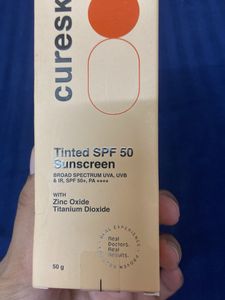 curesk
Tinted SPF 50
Sunscreen
BROAD SPECTRUM UVA, UVB
& IR, SPF 50+, PA ++++
WITH
Zinc Oxide
Titanium Dioxide
Real
Doctors.
Real
Results.
50 g